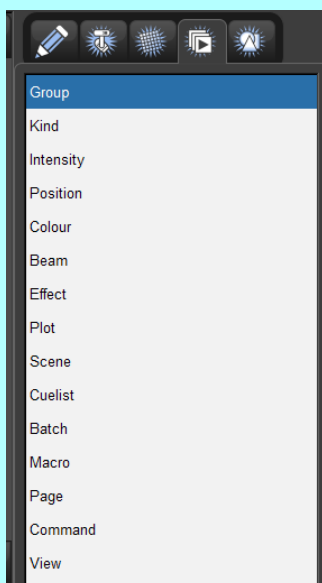 Group
Kind
Intensity
Position
Colour
Beam
Effect
Plot
Scene
Cuelist
Batch
Macro
Page
Command
View